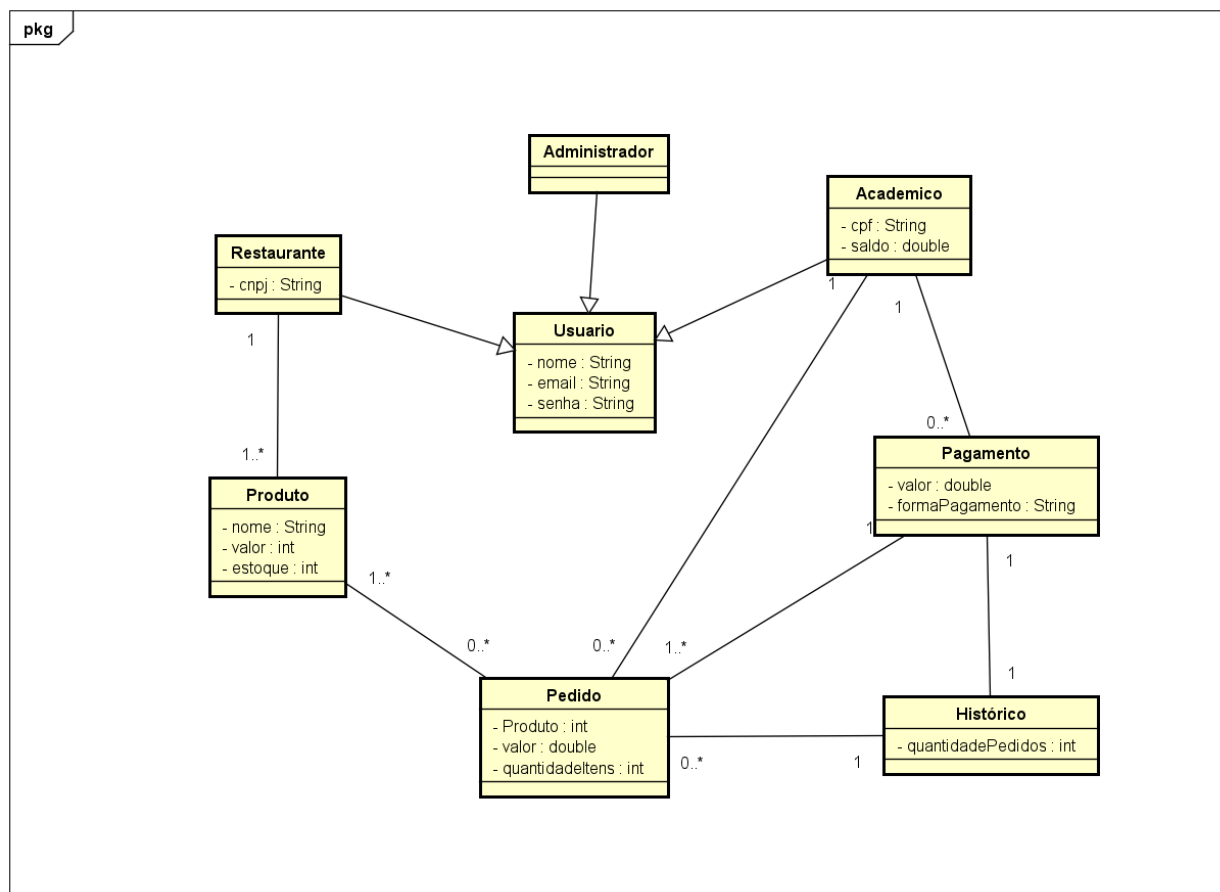 pkg
Administrador
Academico
- cpf : String
- saldo : double
Restaurante
- cnpj : String
1
1
1
Usuario
- nome : String
- email : String
- senha : String
0..*
1..*
Pagamento
- valor : double
- formaPagamento : String
Produto
- nome : String
- valor : int
- estoque : int
1
1
1..*
0..*
0..*
1..*
1
Pedido
- Produto : int
- valor : double
- quantidadeItens : int
Histórico
- quantidadePedidos : int
0..*
1